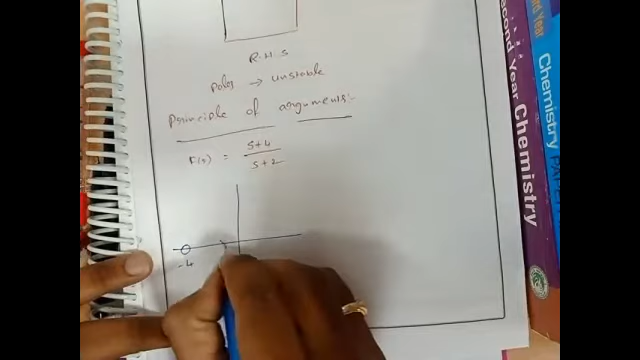 R.H.S
Poles → unstable
Principle of arguments:-
F(s) = s+4
s+2
-4
Second Year Chemistry
Chemistry